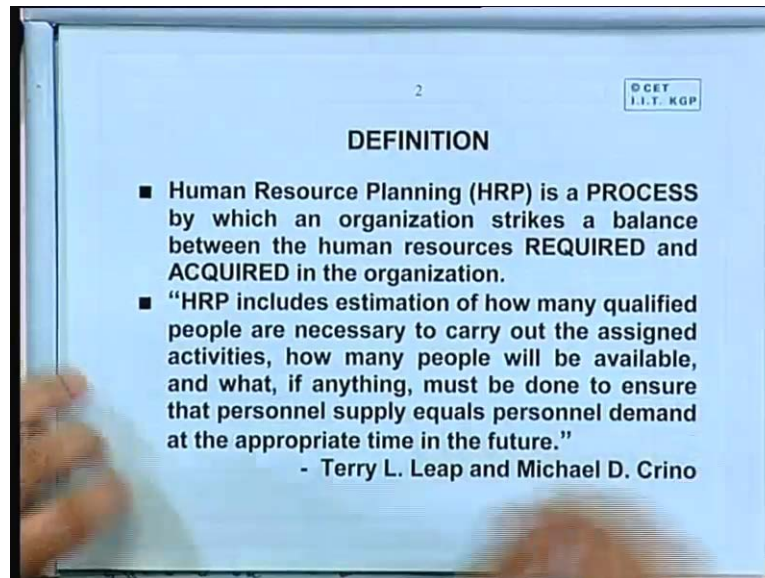 2
© CET
I.I.T. KGP
DEFINITION
■ Human Resource Planning (HRP) is a PROCESS
by which an organization strikes a balance
between the human resources REQUIRED and
ACQUIRED in the organization.
■ “HRP includes estimation of how many qualified
people are necessary to carry out the assigned
activities, how many people will be available,
and what, if anything, must be done to ensure
that personnel supply equals personnel demand
at the appropriate time in the future.”
- Terry L. Leap and Michael D. Crino